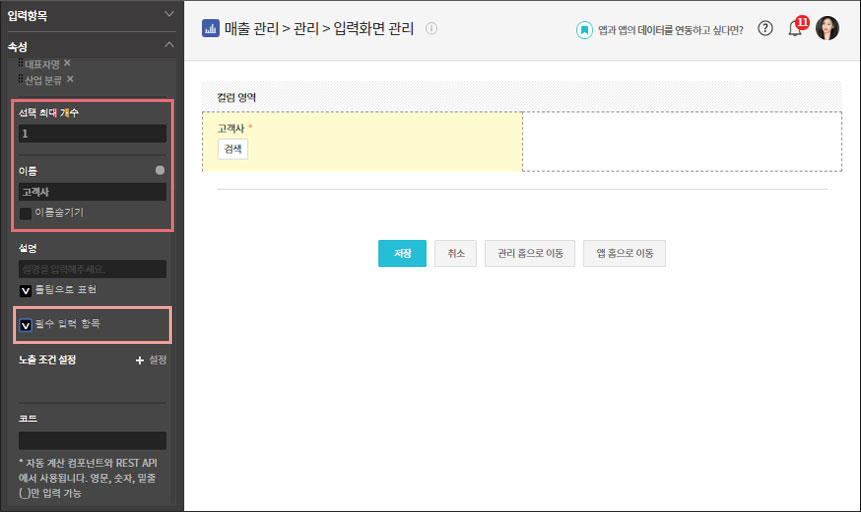 입력항목
속성
대표자명 ×
산업 분류 ×
선택 최대 개수
1
이름
고객사
이름숨기기
설명
설명을 입력해주세요.
툴팁으로 표현
필수 입력 항목
노출 조건 설정 + 설정
코드
* 자동 계산 컴포넌트와 REST API
에서 사용됩니다. 영문, 숫자, 밑줄
(_)만 입력 가능
매출 관리 > 관리 > 입력화면 관리
앱과 앱의 데이터를 연동하고 싶다면?
11
컬럼 영역
고객사 *
검색
저장 취소 관리 홈으로 이동 앱 홈으로 이동